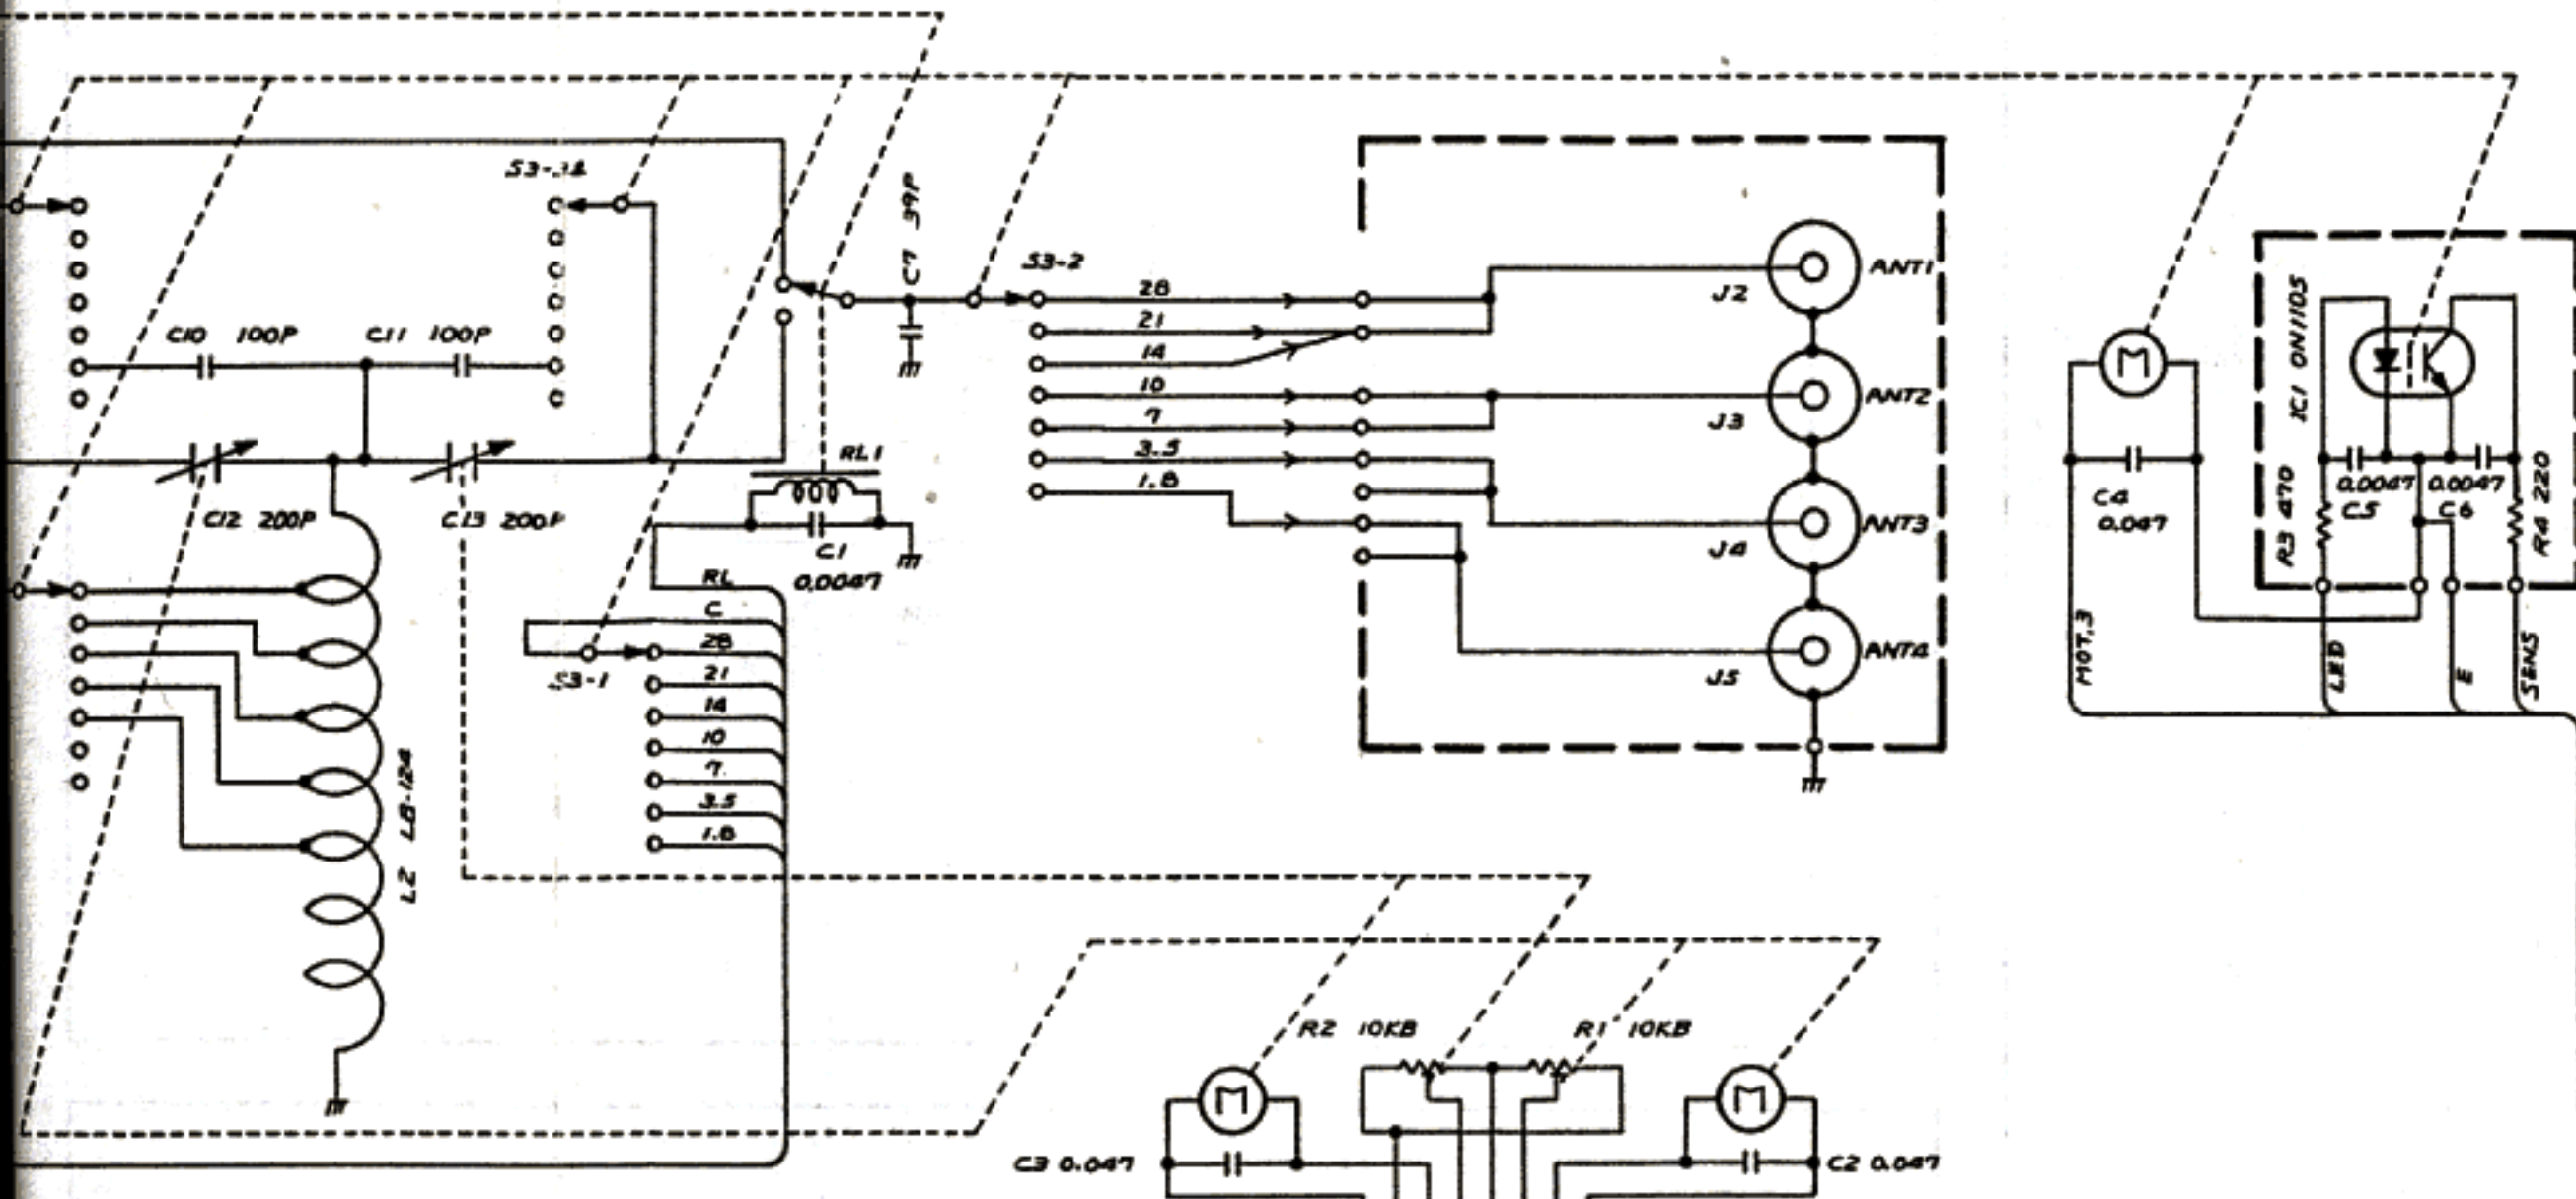 S3-2
C7 39P
C10 100P
C11 100P
C12 200P
C13 200P
RL1
C1
0.0047
RL
C
28
21
14
10
7
3.5
1.8
S3-1
L2 LB-124
28
21
14
10
7
3.5
1.8
J2
ANT1
J3
ANT2
J4
ANT3
J5
ANT4
M
C4
0.047
MOT.3
IC1 ON1105
R3 470
0.0047
C5
0.0047
C6
R4 220
LED
E
SENS
R2 10KB
R1 10KB
M
M
C3 0.047
C2 0.047